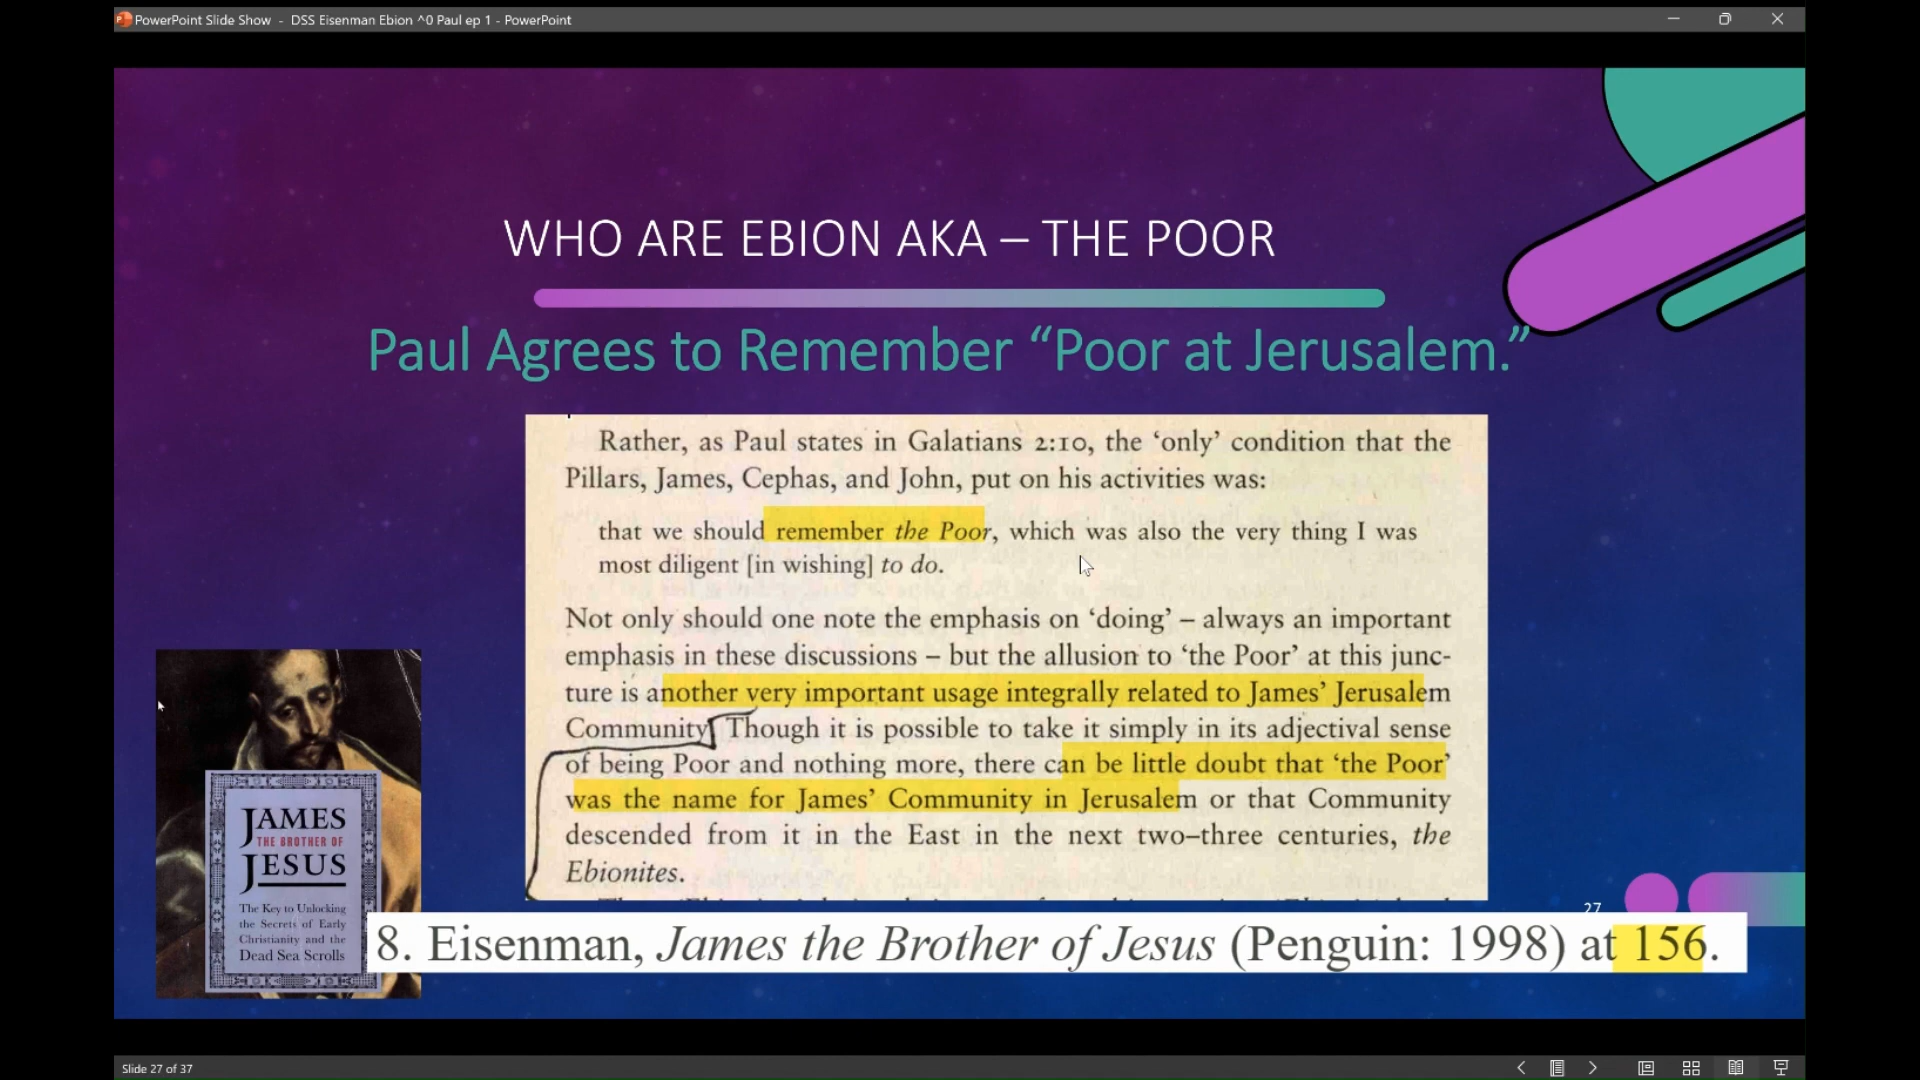 PowerPoint Slide Show - DSS Eisenman Ebion ^0 Paul ep 1 - PowerPoint
WHO ARE EBION AKA – THE POOR
Paul Agrees to Remember “Poor at Jerusalem.”
Rather, as Paul states in Galatians 2:10, the ‘only’ condition that the
Pillars, James, Cephas, and John, put on his activities was:
that we should remember the Poor, which was also the very thing I was
most diligent [in wishing] to do.
Not only should one note the emphasis on ‘doing’ – always an important
emphasis in these discussions – but the allusion to ‘the Poor’ at this junc-
ture is another very important usage integrally related to James’ Jerusalem
Community. Though it is possible to take it simply in its adjectival sense
of being Poor and nothing more, there can be little doubt that ‘the Poor’
was the name for James’ Community in Jerusalem or that Community
descended from it in the East in the next two–three centuries, the
Ebionites.
JAMES
THE BROTHER OF
JESUS
The Key to Unlocking
the Secrets of Early
Christianity and the
Dead Sea Scrolls
27
8. Eisenman, James the Brother of Jesus (Penguin: 1998) at 156.
Slide 27 of 37